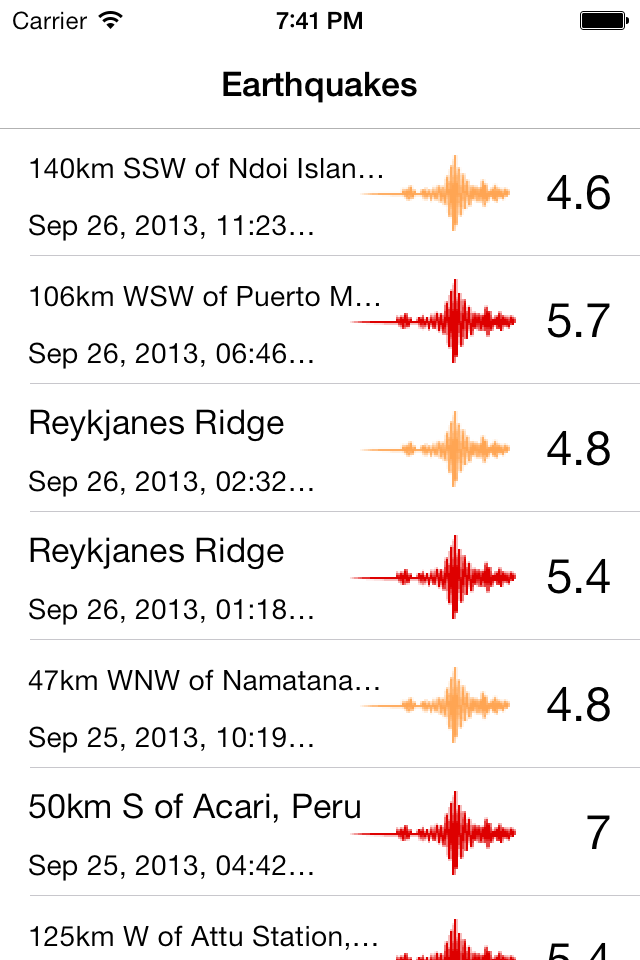 Carrier 7:41 PM
Earthquakes
140km SSW of Ndoi Islan…
4.6
Sep 26, 2013, 11:23…
106km WSW of Puerto M…
5.7
Sep 26, 2013, 06:46…
Reykjanes Ridge
4.8
Sep 26, 2013, 02:32…
Reykjanes Ridge
5.4
Sep 26, 2013, 01:18…
47km WNW of Namatana…
4.8
Sep 25, 2013, 10:19…
50km S of Acari, Peru
7
Sep 25, 2013, 04:42…
125km W of Attu Station,…
5.4